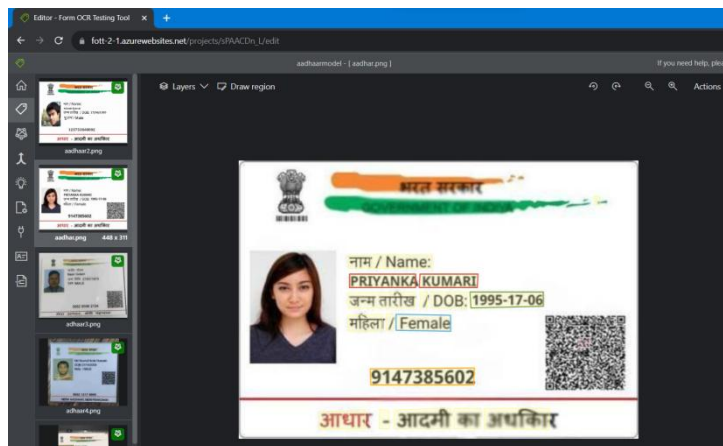 Editor - Form OCR Testing Tool
fott-2-1.azurewebsites.net/projects/sPAACDn_L/edit
aadhaarmodel - [ aadhar.png ]
If you need help, plea
Layers
Draw region
Actions
aadhar2.png
aadhar.png 448 x 311
adhaar3.png
adhaar4.png
भारत सरकार
GOVERNMENT OF INDIA
नाम / Name:
PRIYANKA KUMARI
जन्म तारीख / DOB: 1995-17-06
महिला / Female
9147385602
आधार - आदमी का अधकिार